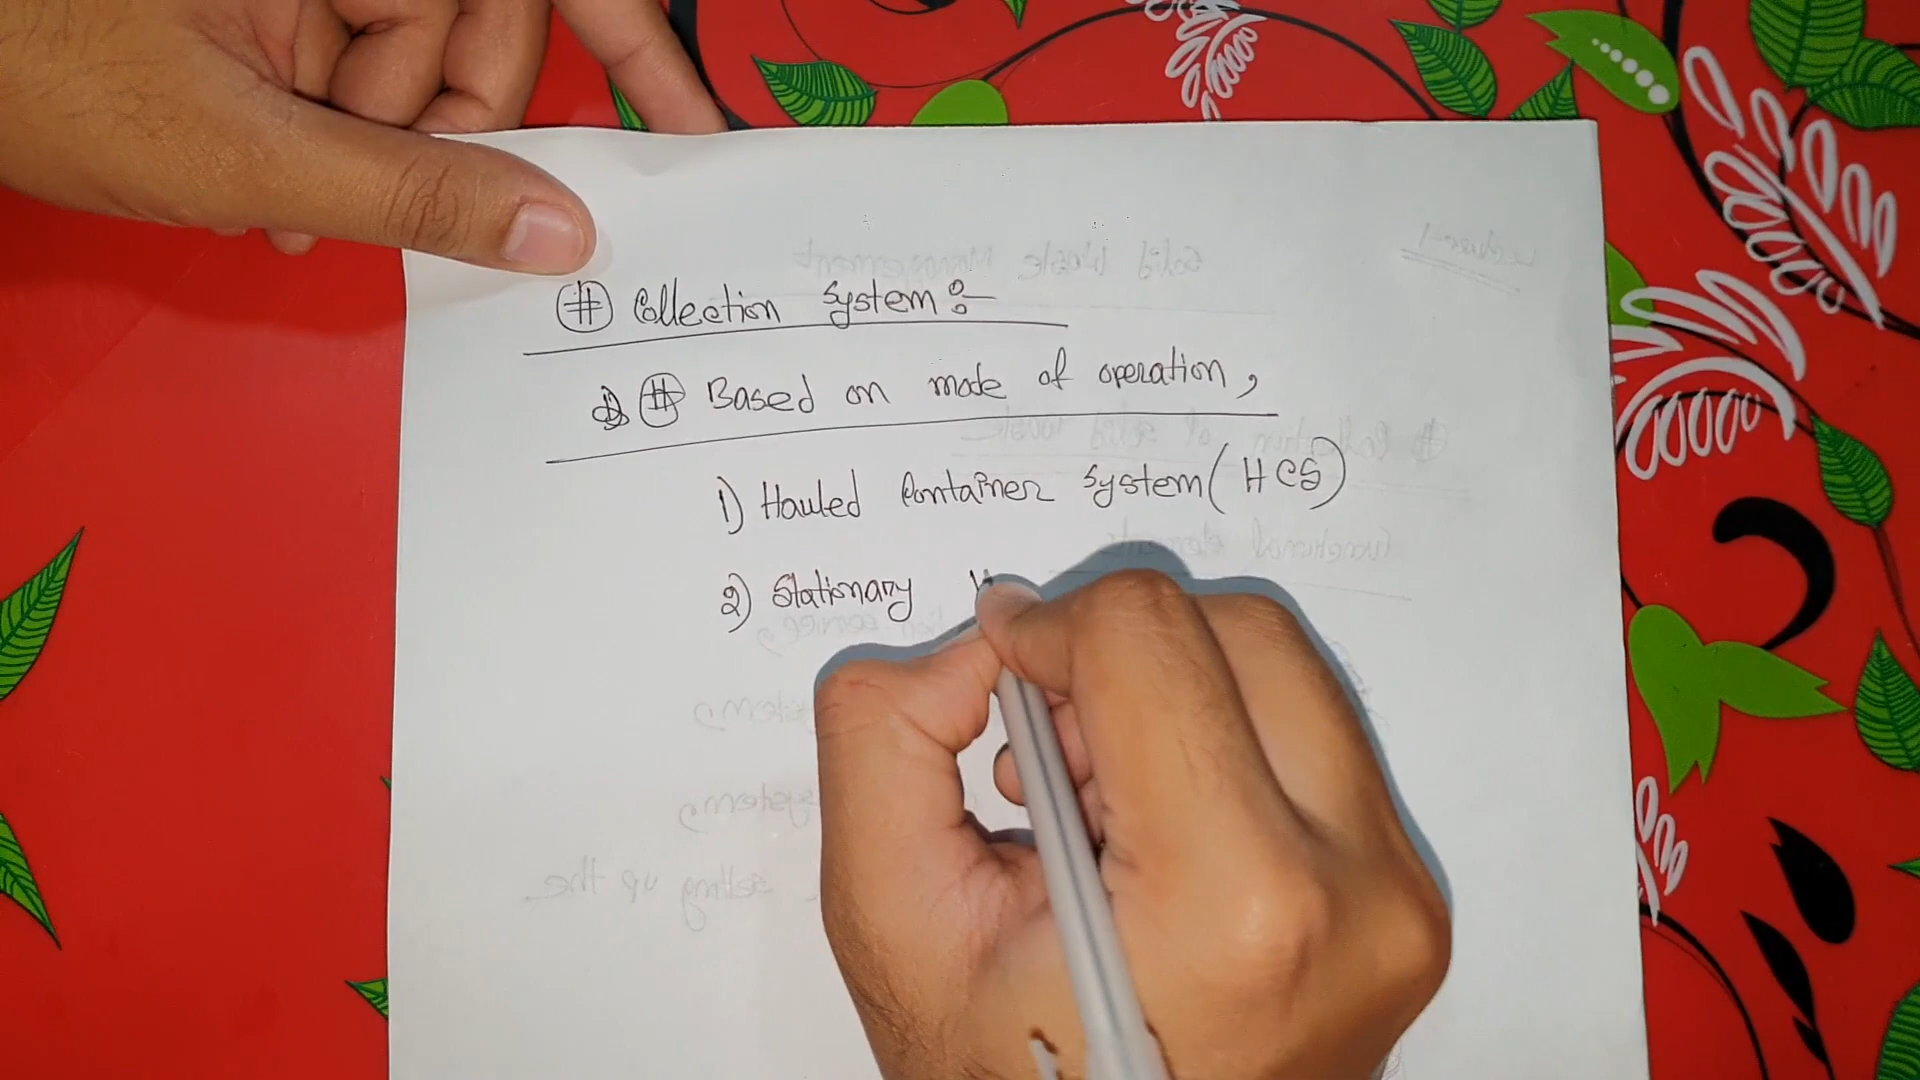 # Collection system :-
# Based on mode of operation,
1) Hauled Container system (HCS)
2) Stationary